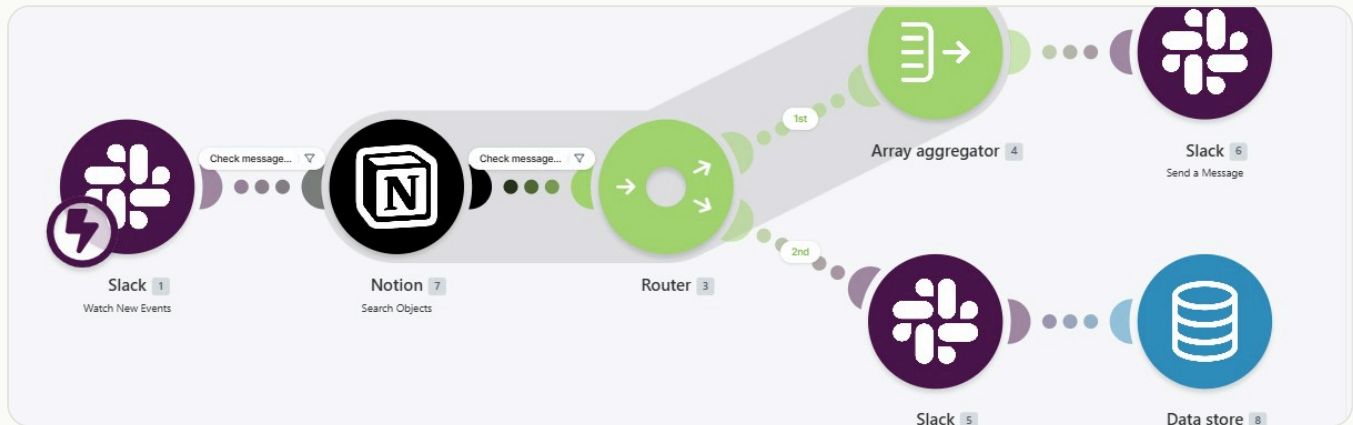 Check message...
Check message...
1st
Array aggregator 4
Slack 6
Send a Message
N
2nd
Slack 1
Watch New Events
Notion 7
Search Objects
Router 3
Slack 5
Data store 8